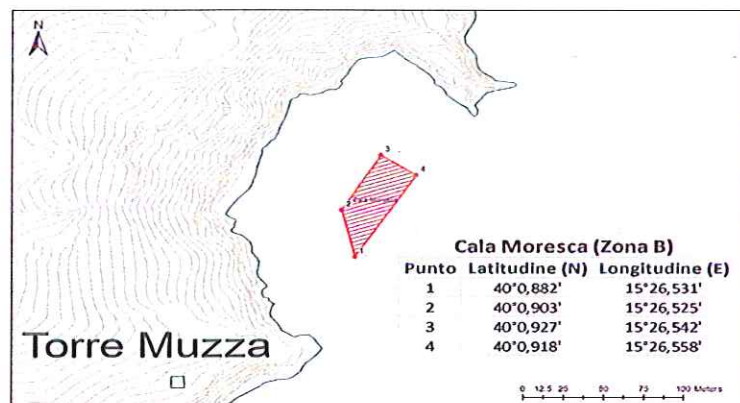 N
3
4
2
1
Cala Moresca (Zona B)
Punto Latitudine (N) Longitudine (E)
1 40°0,882' 15°26,531'
2 40°0,903' 15°26,525'
3 40°0,927' 15°26,542'
4 40°0,918' 15°26,558'
Torre Muzza
0 12.5 25 50 75 100 Meters